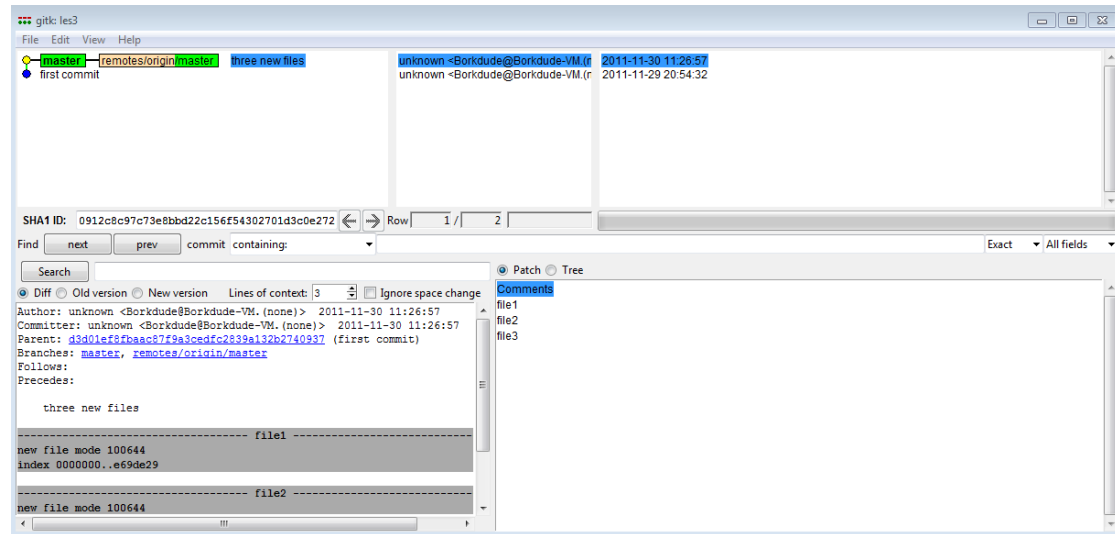 gitk: les3
File Edit View Help
master remotes/origin/master three new files unknown <Borkdude@Borkdude-VM.(r 2011-11-30 11:26:57
first commit unknown <Borkdude@Borkdude-VM.(r 2011-11-29 20:54:32
SHA1 ID: 0912c8c97c73e8bbd22c156f54302701d3c0e272 Row 1 / 2
Find next prev commit containing: Exact All fields
Search
Patch Tree
Diff Old version New version Lines of context: 3 Ignore space change
Author: unknown <Borkdude@Borkdude-VM.(none)> 2011-11-30 11:26:57
Committer: unknown <Borkdude@Borkdude-VM.(none)> 2011-11-30 11:26:57
Parent: d3d01ef8fbaac87f9a3cedfc2839a132b2740937 (first commit)
Branches: master, remotes/origin/master
Follows:
Precedes:
three new files
---------------------------------- file1 ---------------------------
new file mode 100644
index 0000000..e69de29
---------------------------------- file2 ---------------------------
new file mode 100644
Comments
file1
file2
file3